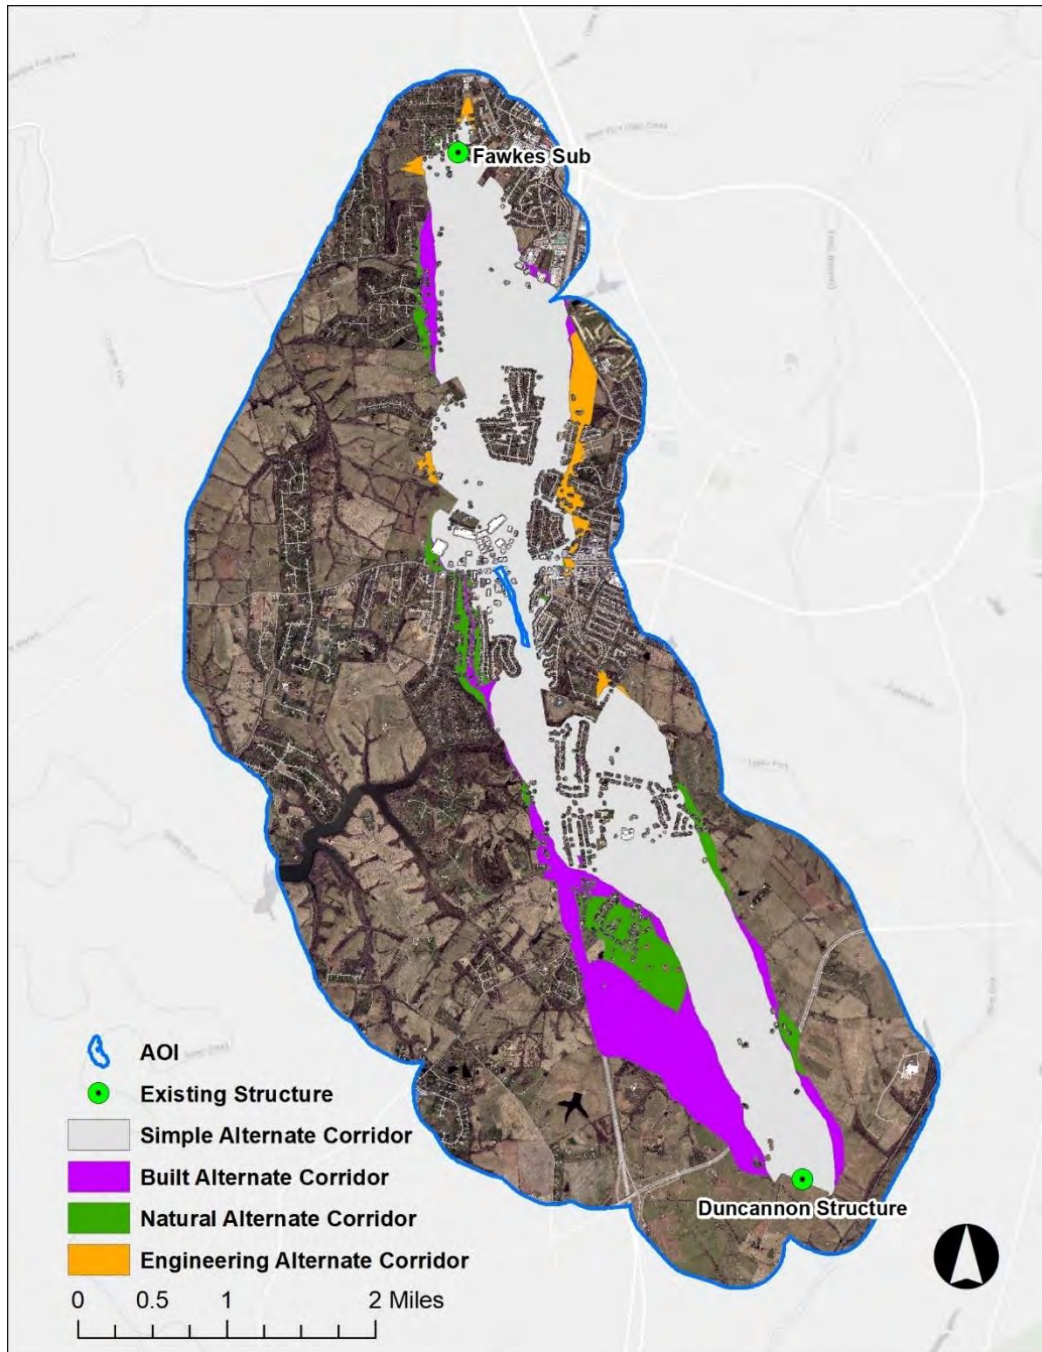 Fawkes Sub
AOI
Existing Structure
Simple Alternate Corridor
Built Alternate Corridor
Natural Alternate Corridor
Engineering Alternate Corridor
Duncannon Structure
0 0.5 1 2 Miles